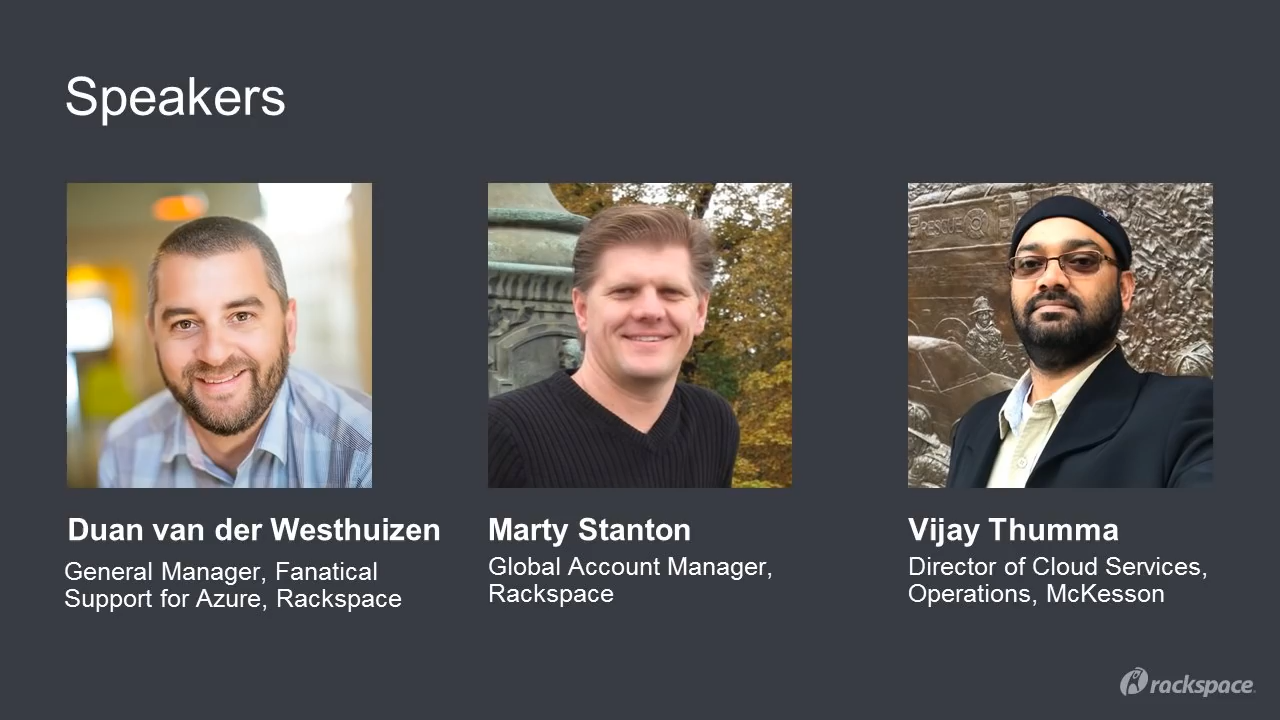 Speakers
RESCUE
Duan van der Westhuizen
General Manager, Fanatical
Support for Azure, Rackspace
Marty Stanton
Global Account Manager,
Rackspace
Vijay Thumma
Director of Cloud Services,
Operations, McKesson
rackspace